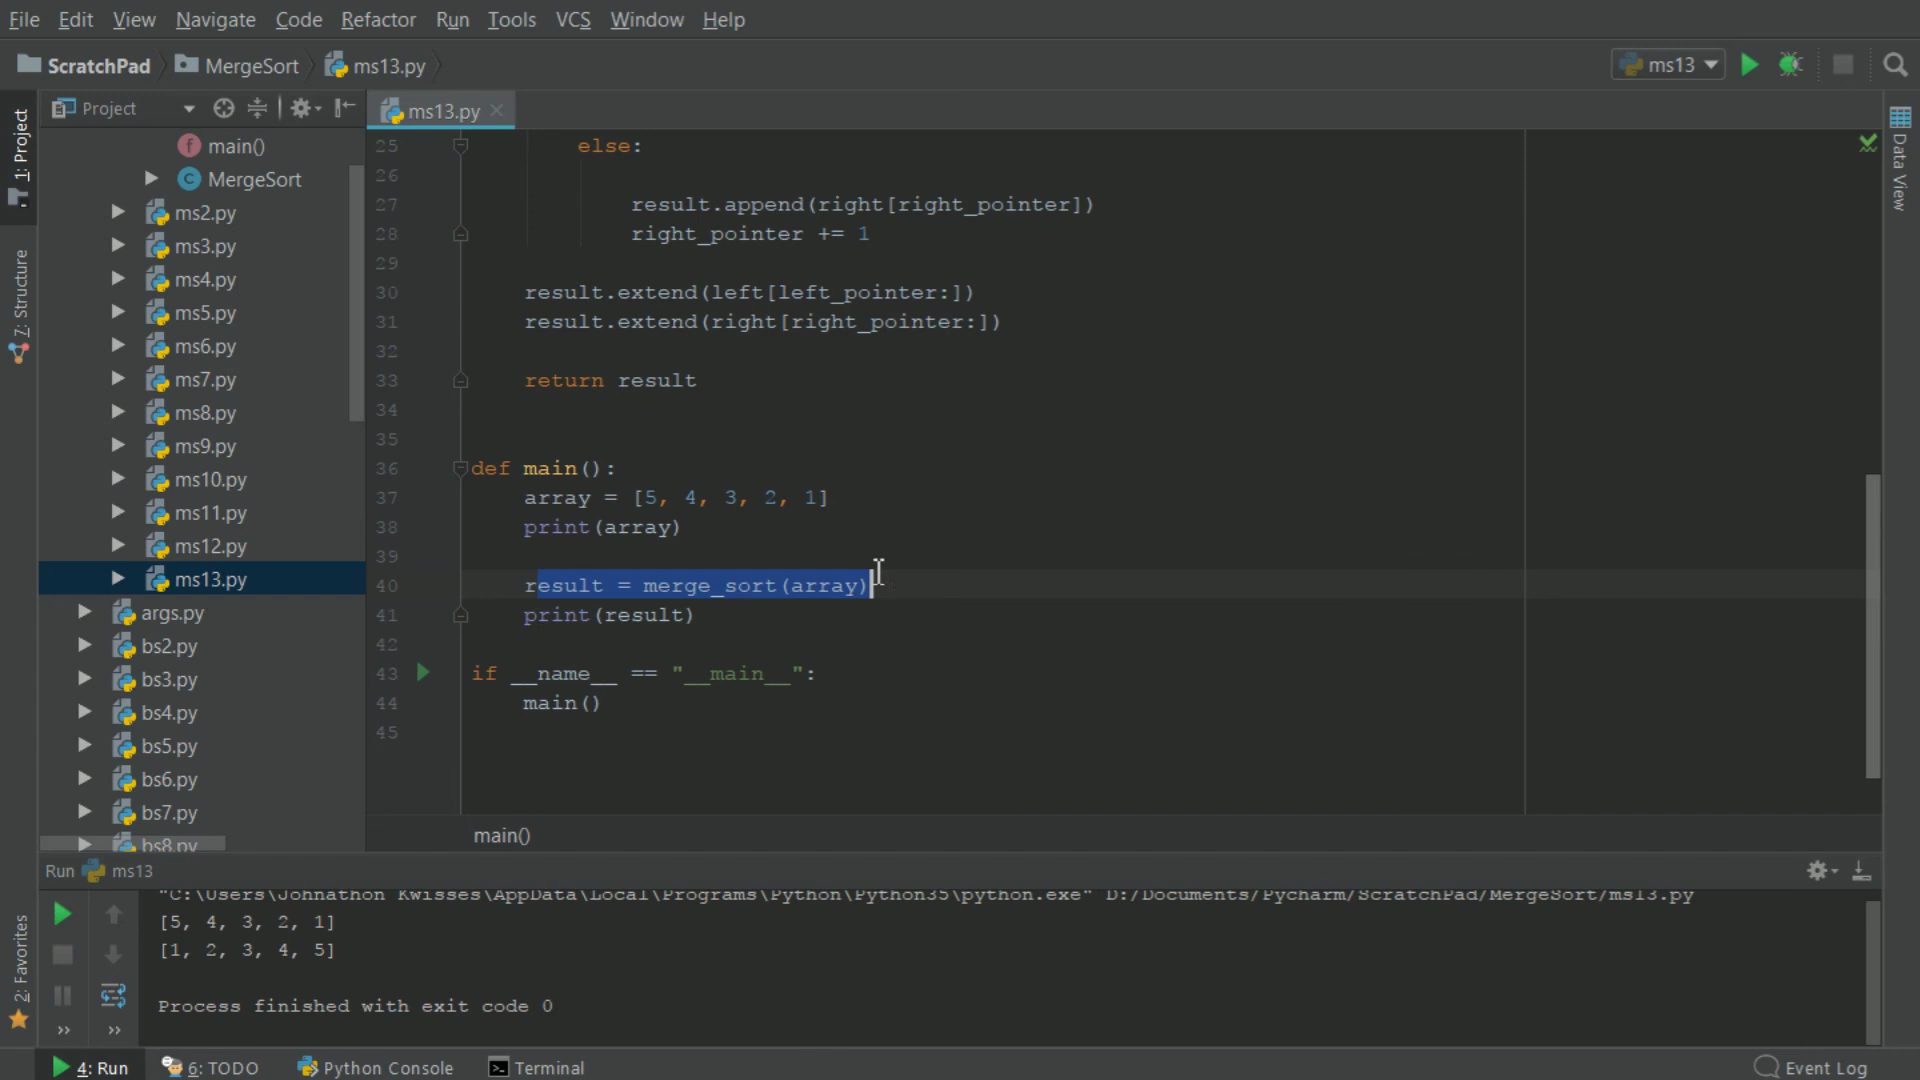 File Edit View Navigate Code Refactor Run Tools VCS Window Help
ScratchPad MergeSort ms13.py
ms13
Project
ms13.py
1: Project
7: Structure
2: Favorites
Data View
main()
MergeSort
ms2.py
ms3.py
ms4.py
ms5.py
ms6.py
ms7.py
ms8.py
ms9.py
ms10.py
ms11.py
ms12.py
ms13.py
args.py
bs2.py
bs3.py
bs4.py
bs5.py
bs6.py
bs7.py
bs8.py
25 else:
26
27 result.append(right[right_pointer])
28 right_pointer += 1
29
30 result.extend(left[left_pointer:])
31 result.extend(right[right_pointer:])
32
33 return result
34
35
36 def main():
37 array = [5, 4, 3, 2, 1]
38 print(array)
39
40 result = merge_sort(array)
41 print(result)
42
43 if __name__ == "__main__":
44 main()
45
main()
Run ms13
"C:\Users\Johnathon Kwisses\AppData\Local\Programs\Python\Python35\python.exe" D:/Documents/Pycharm/ScratchPad/MergeSort/ms13.py
[5, 4, 3, 2, 1]
[1, 2, 3, 4, 5]
Process finished with exit code 0
4: Run 6: TODO Python Console Terminal Event Log